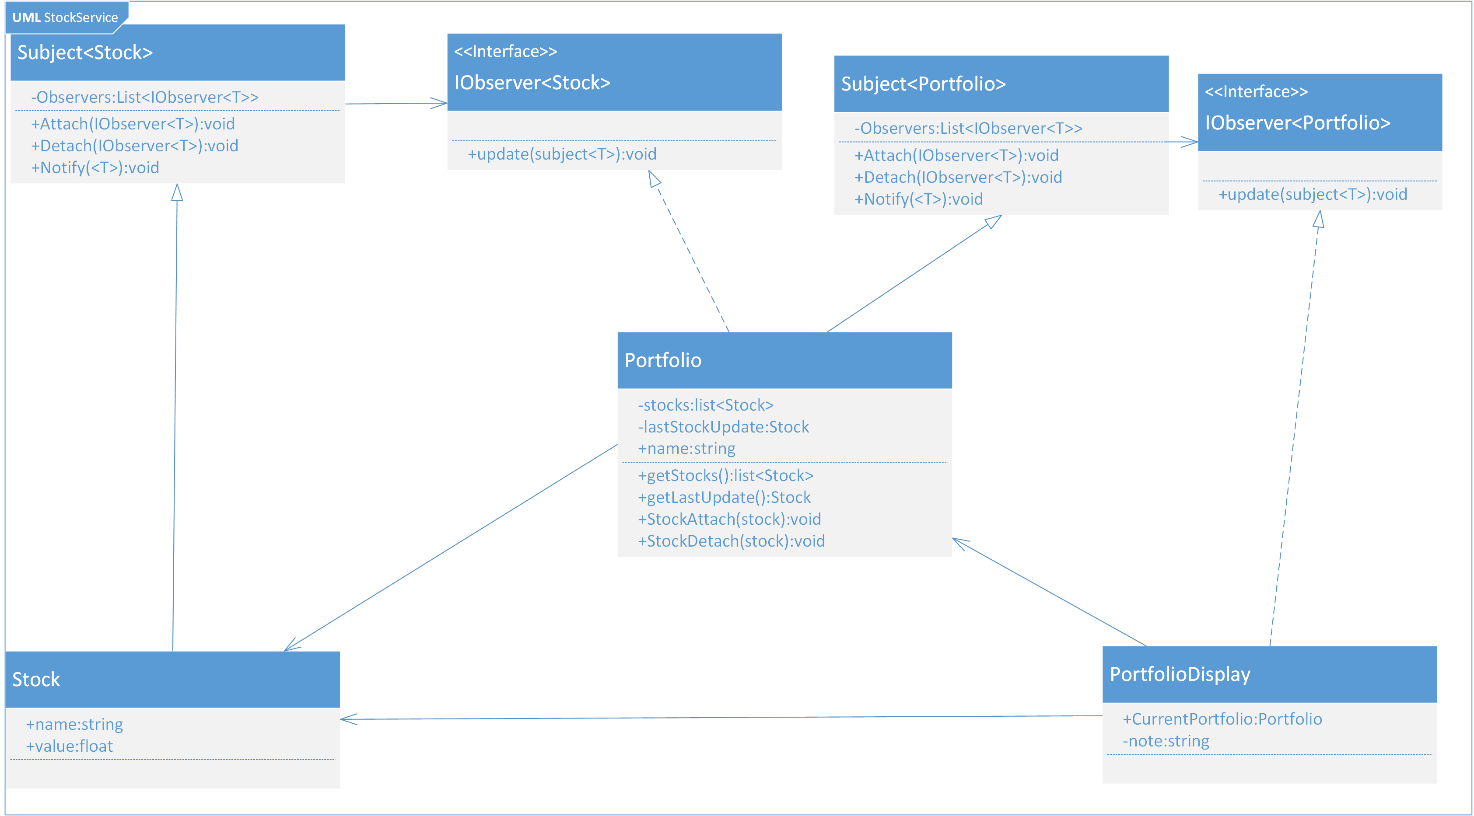 UML StockService
Subject<Stock>
-Observers:List<IObserver<T>>
+Attach(IObserver<T>):void
+Detach(IObserver<T>):void
+Notify(<T>):void
<<Interface>>
IObserver<Stock>
+update(subject<T>):void
Subject<Portfolio>
-Observers:List<IObserver<T>>
+Attach(IObserver<T>):void
+Detach(IObserver<T>):void
+Notify(<T>):void
<<Interface>>
IObserver<Portfolio>
+update(subject<T>):void
Portfolio
-stocks:list<Stock>
-lastStockUpdate:Stock
+name:string
+getStocks():list<Stock>
+getLastUpdate():Stock
+StockAttach(stock):void
+StockDetach(stock):void
Stock
+name:string
+value:float
PortfolioDisplay
+CurrentPortfolio:Portfolio
-note:string